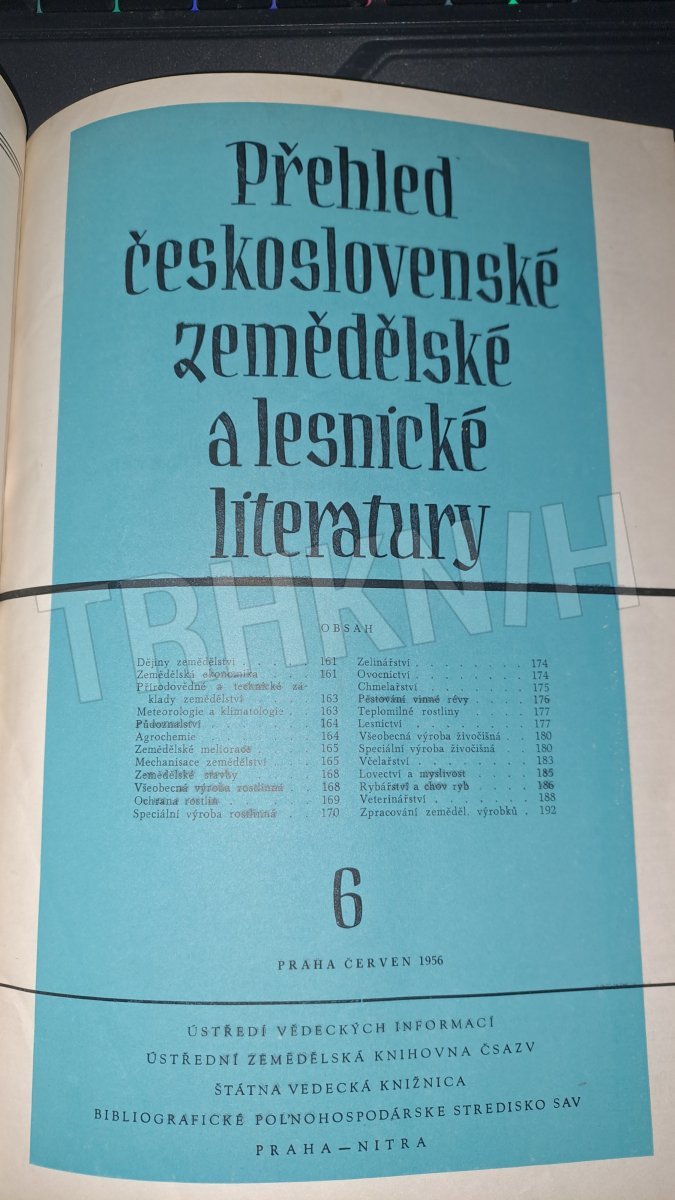 Přehled
československé
zemědělské
a lesnické
literatury
TBHKNIH
OBSAH
Dějiny zemědělství . . . . . 161
Zemědělská ekonomika . . . . 161
Přírodovědné a technické zá-
klady zemědělství . . . . . 163
Meteorologie a klimatologie . . 163
Půdoznalství . . . . . . . 164
Agrochemie . . . . . . . 164
Zemědělské meliorace . . . . 165
Mechanisace zemědělství . . . 165
Zemědělské stavby . . . . . 168
Všeobecná výroba rostlinná . . 168
Ochrana rostlin . . . . . . 169
Speciální výroba rostlinná . . . 170
Zelinářství . . . . . . . . 174
Ovocnictví . . . . . . . . 174
Chmelařství . . . . . . . 175
Pěstování vinné révy . . . . 176
Teplomilné rostliny . . . . . 177
Lesnictví . . . . . . . . 177
Všeobecná výroba živočišná . . 180
Speciální výroba živočišná . . 180
Včelařství . . . . . . . . 183
Lovectví a myslivost . . . . . 185
Rybářství a chov ryb . . . . 186
Veterinářství . . . . . . . 188
Zpracování zeměděl. výrobků . 192
6
PRAHA ČERVEN 1956
ÚSTŘEDÍ VĚDECKÝCH INFORMACÍ
ÚSTŘEDNÍ ZEMĚDĚLSKÁ KNIHOVNA ČSAZV
ŠTÁTNA VEDECKÁ KNIŽNICA
BIBLIOGRAFICKÉ POĽNOHOSPODÁRSKE STREDISKO SAV
PRAHA — NITRA